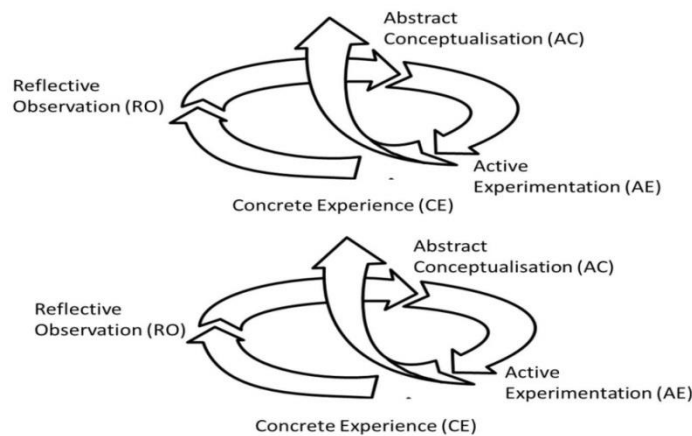 Abstract
Conceptualisation (AC)
Reflective
Observation (RO)
Active
Experimentation (AE)
Concrete Experience (CE)
Abstract
Conceptualisation (AC)
Reflective
Observation (RO)
Active
Experimentation (AE)
Concrete Experience (CE)